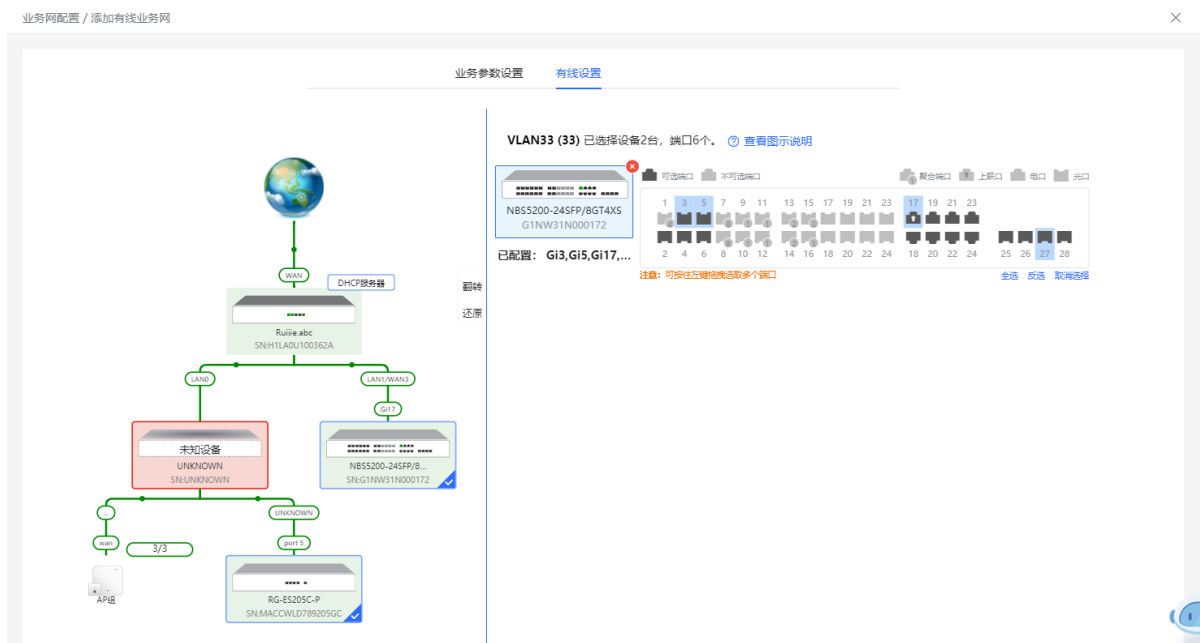 业务网配置 / 添加有线业务网
业务参数设置
有线设置
WAN
DHCP服务器
Ruijie.abc
SN:H1LA0U100362A
翻转
还原
LAN0
LAN1/WAN3
Gi17
未知设备
UNKNOWN
SN:UNKNOWN
NBS5200-24SFP/8...
SN:G1NW31N000172
...
UNKNOWN
wan
3/3
port 5
AP组
RG-ES205C-P
SN:MACCWLD789205GC
VLAN33 (33) 已选择设备2台，端口6个。 查看图示说明
NBS5200-24SFP/8GT4XS
G1NW31N000172
已配置： Gi3,Gi5,Gi17,...
可选端口 不可选端口 聚合端口 上联口 电口 光口
1 3 5 7 9 11 13 15 17 19 21 23 17 19 21 23
2 4 6 8 10 12 14 16 18 20 22 24 18 20 22 24 25 26 27 28
注意：可按住左键拖拽选取多个端口
全选 反选 取消选择